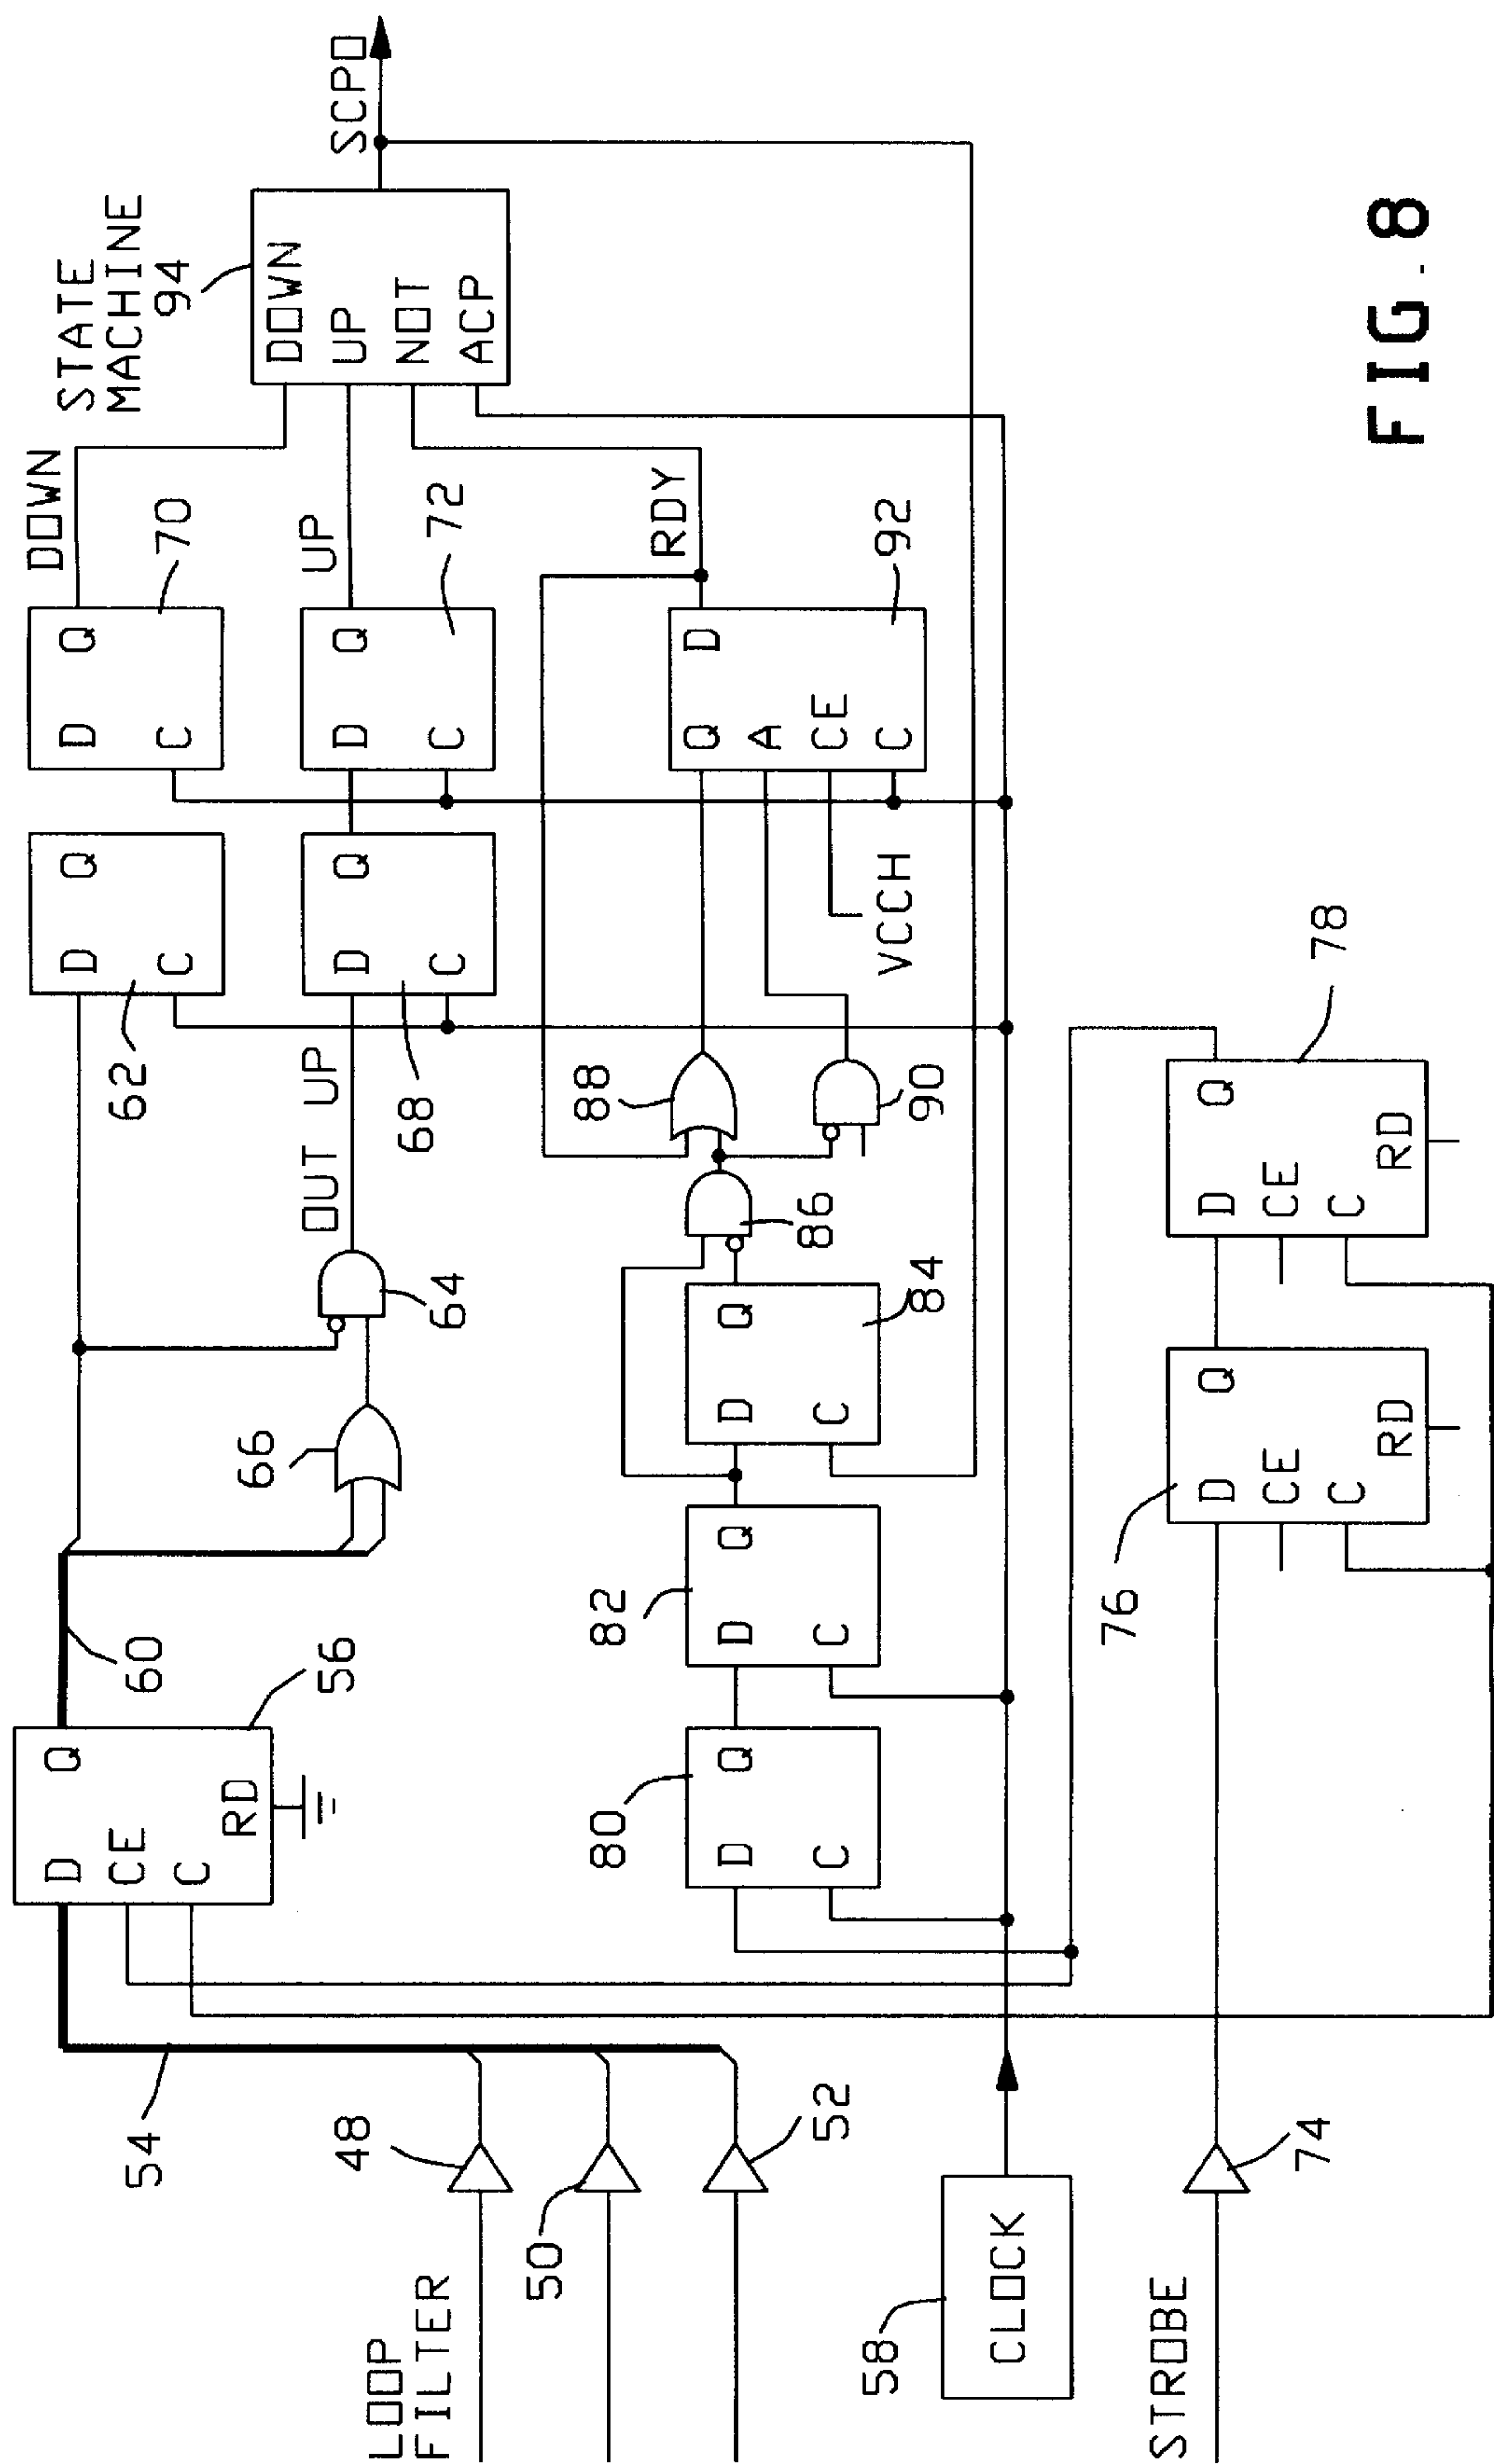 LOOP
FILTER
48
50
52
54
D
Q
CE
C
RD
56
60
66
64
OUT UP
D
Q
C
62
D
Q
C
68
DOWN
D
Q
C
70
UP
D
Q
C
72
STATE
MACHINE
94
DOWN
UP
NOT
ACP
SCPO
CLOCK
58
D
Q
C
80
D
Q
C
82
D
Q
C
84
86
88
90
VCCH
Q
D
A
CE
C
92
RDY
STROBE
74
D
Q
CE
C
RD
76
D
Q
CE
C
RD
78
FIG. 8